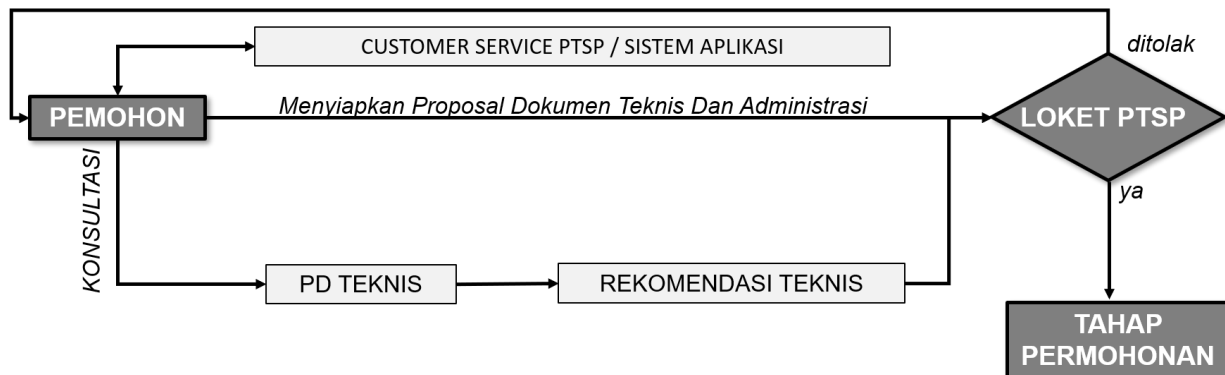 CUSTOMER SERVICE PTSP / SISTEM APLIKASI
ditolak
PEMOHON
Menyiapkan Proposal Dokumen Teknis Dan Administrasi
LOKET PTSP
KONSULTASI
ya
PD TEKNIS
REKOMENDASI TEKNIS
TAHAP
PERMOHONAN